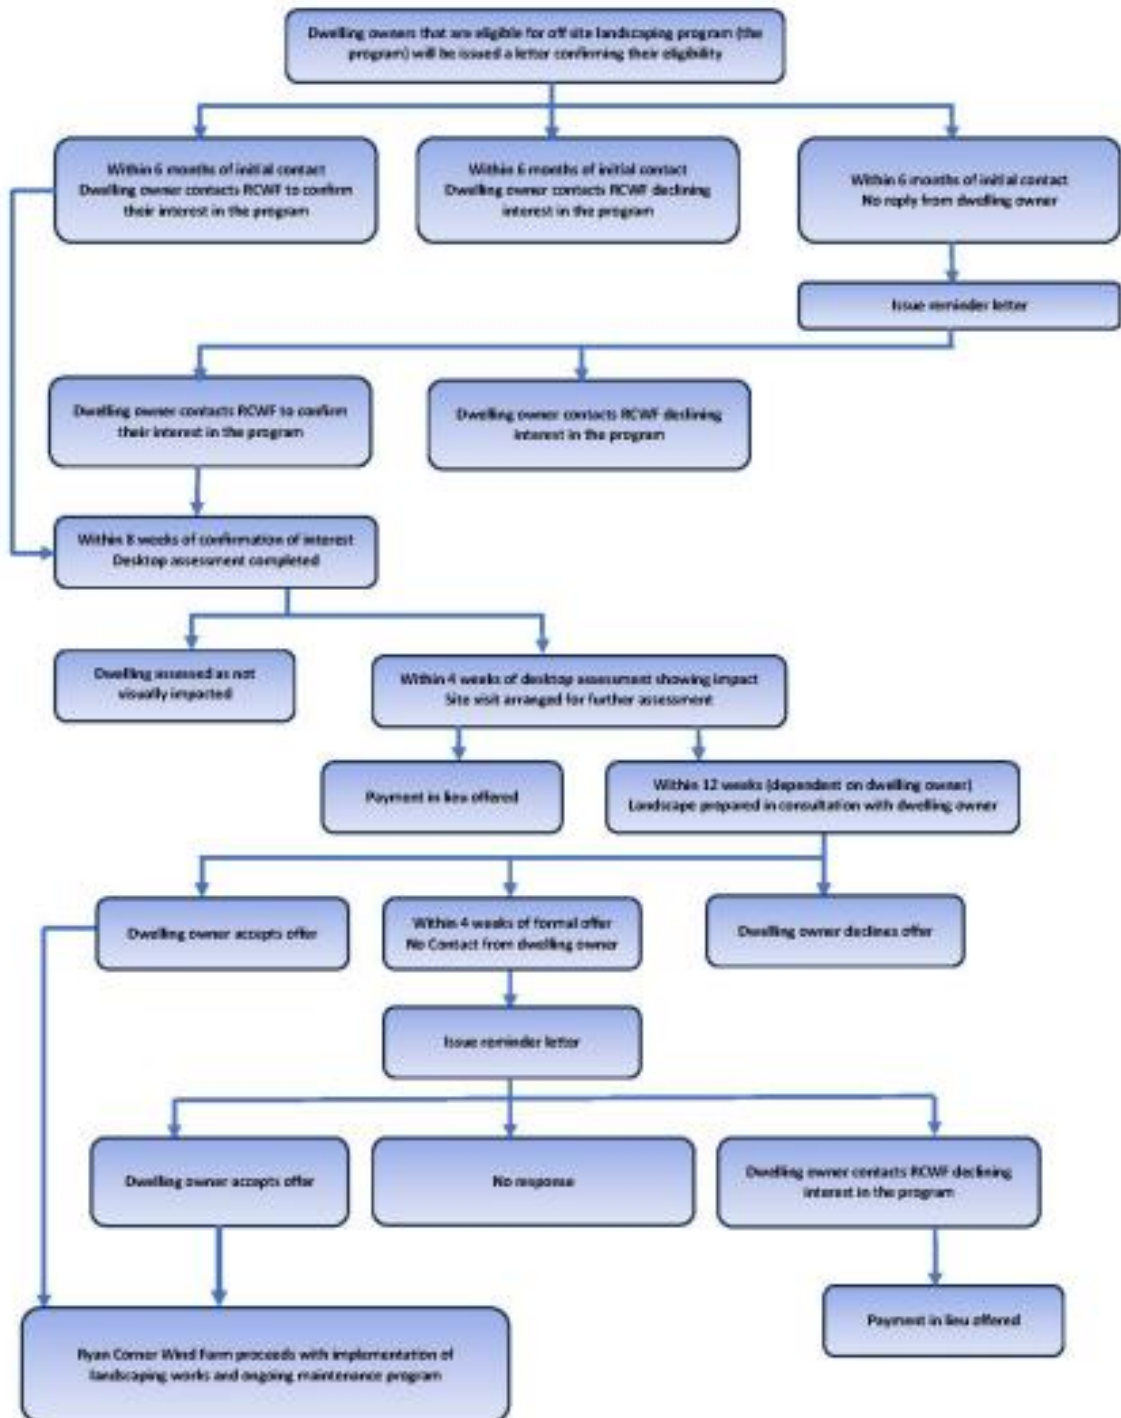 Dwelling owners that are eligible for off site landscaping program (the
program) will be issued a letter confirming their eligibility
Within 6 months of initial contact
Dwelling owner contacts RCWF to confirm
their interest in the program
Within 6 months of initial contact
Dwelling owner contacts RCWF declining
interest in the program
Within 6 months of initial contact
No reply from dwelling owner
Issue reminder letter
Dwelling owner contacts RCWF to confirm
their interest in the program
Dwelling owner contacts RCWF declining
interest in the program
Within 8 weeks of confirmation of interest
Desktop assessment completed
Dwelling assessed as not
visually impacted
Within 4 weeks of desktop assessment showing impact
Site visit arranged for further assessment
Payment in lieu offered
Within 12 weeks (dependent on dwelling owner)
Landscape prepared in consultation with dwelling owner
Dwelling owner accepts offer
Within 4 weeks of formal offer
No Contact from dwelling owner
Dwelling owner declines offer
Issue reminder letter
Dwelling owner accepts offer
No response
Dwelling owner contacts RCWF declining
interest in the program
Payment in lieu offered
Ryan Corner Wind Farm proceeds with implementation of
landscaping works and ongoing maintenance program